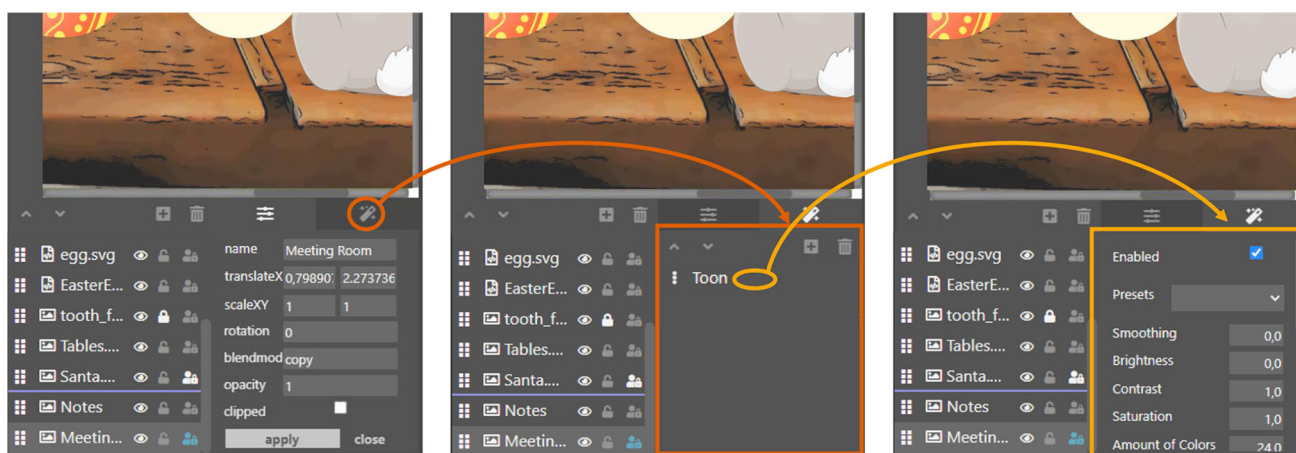 egg.svg
EasterE...
tooth_f...
Tables....
Santa....
Notes
Meetin...
name Meeting Room
translateX 0,79890 2.273736
scaleXY 1 1
rotation 0
blendmod copy
opacity 1
clipped
apply close
egg.svg
EasterE...
tooth_f...
Tables....
Santa....
Notes
Meetin...
Toon
egg.svg
EasterE...
tooth_f...
Tables....
Santa....
Notes
Meetin...
Enabled
Presets
Smoothing 0,0
Brightness 0,0
Contrast 1,0
Saturation 1,0
Amount of Colors 24,0